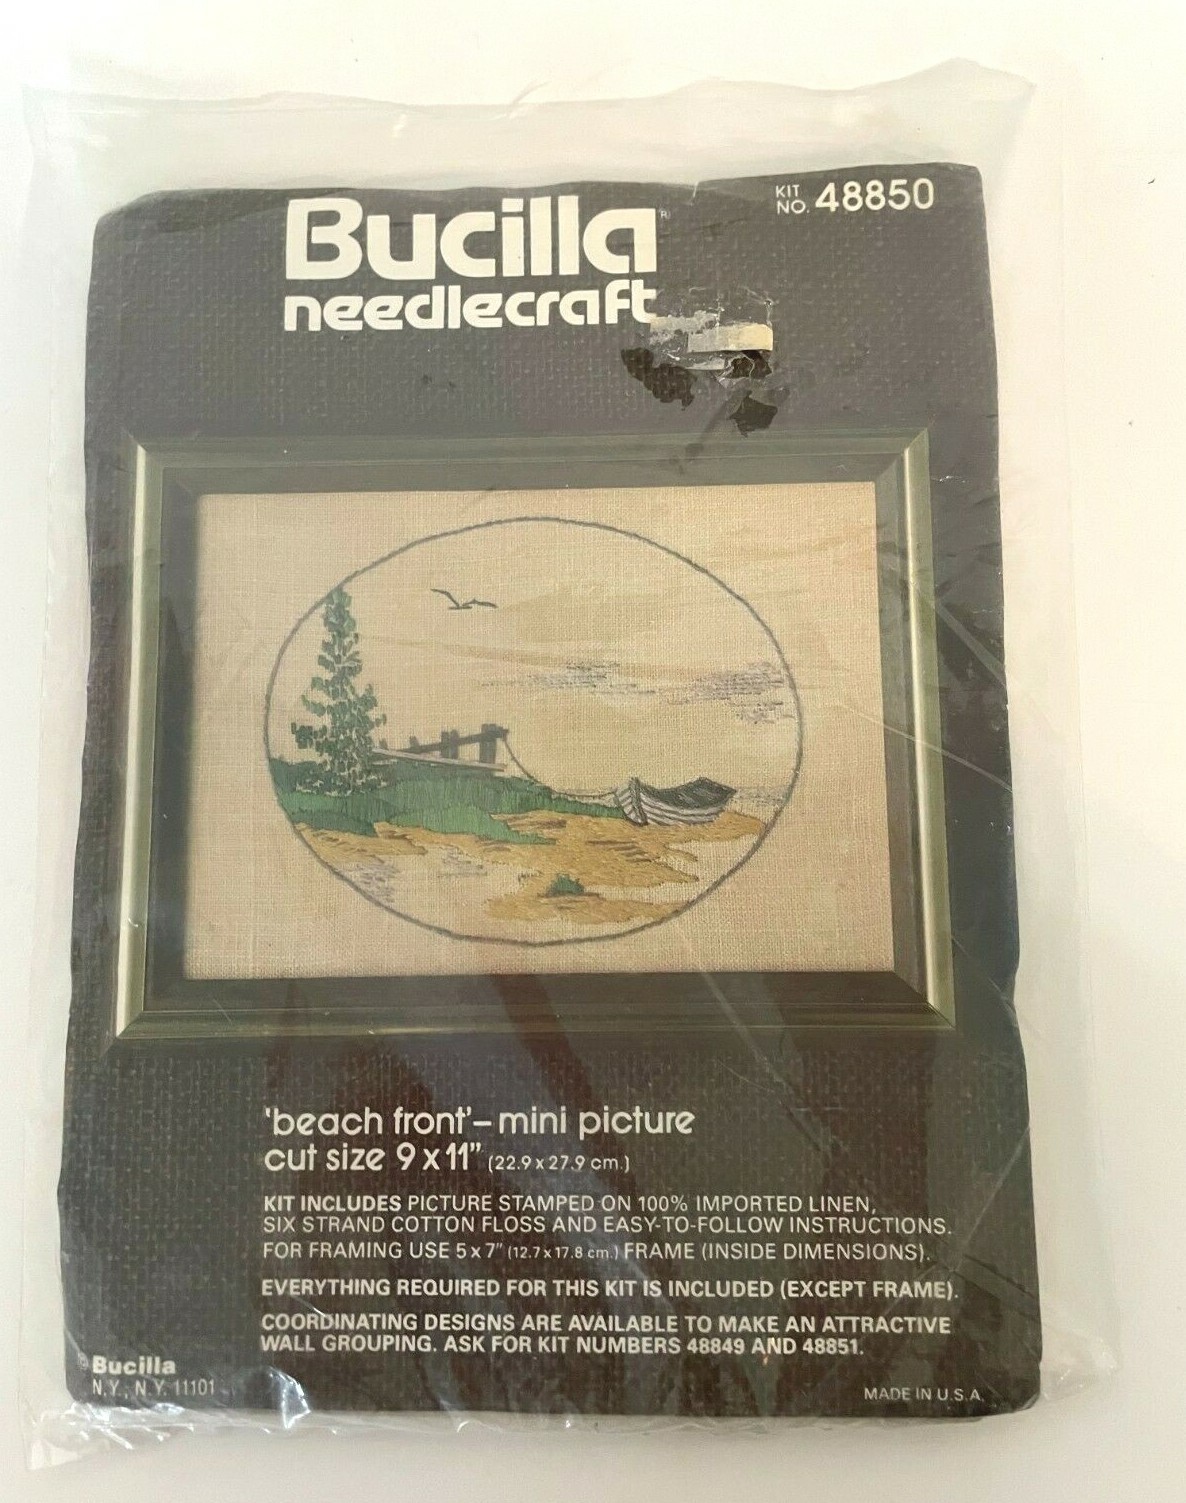 Bucilla®
needlecraft
KIT NO. 48850
'beach front' – mini picture
cut size 9 x 11" (22.9 x 27.9 cm.)
KIT INCLUDES PICTURE STAMPED ON 100% IMPORTED LINEN,
SIX STRAND COTTON FLOSS AND EASY-TO-FOLLOW INSTRUCTIONS.
FOR FRAMING USE 5 x 7" (12.7 x 17.8 cm.) FRAME (INSIDE DIMENSIONS).
EVERYTHING REQUIRED FOR THIS KIT IS INCLUDED (EXCEPT FRAME).
COORDINATING DESIGNS ARE AVAILABLE TO MAKE AN ATTRACTIVE
WALL GROUPING. ASK FOR KIT NUMBERS 48849 AND 48851.
©Bucilla
N.Y., N.Y. 11101
MADE IN U.S.A.